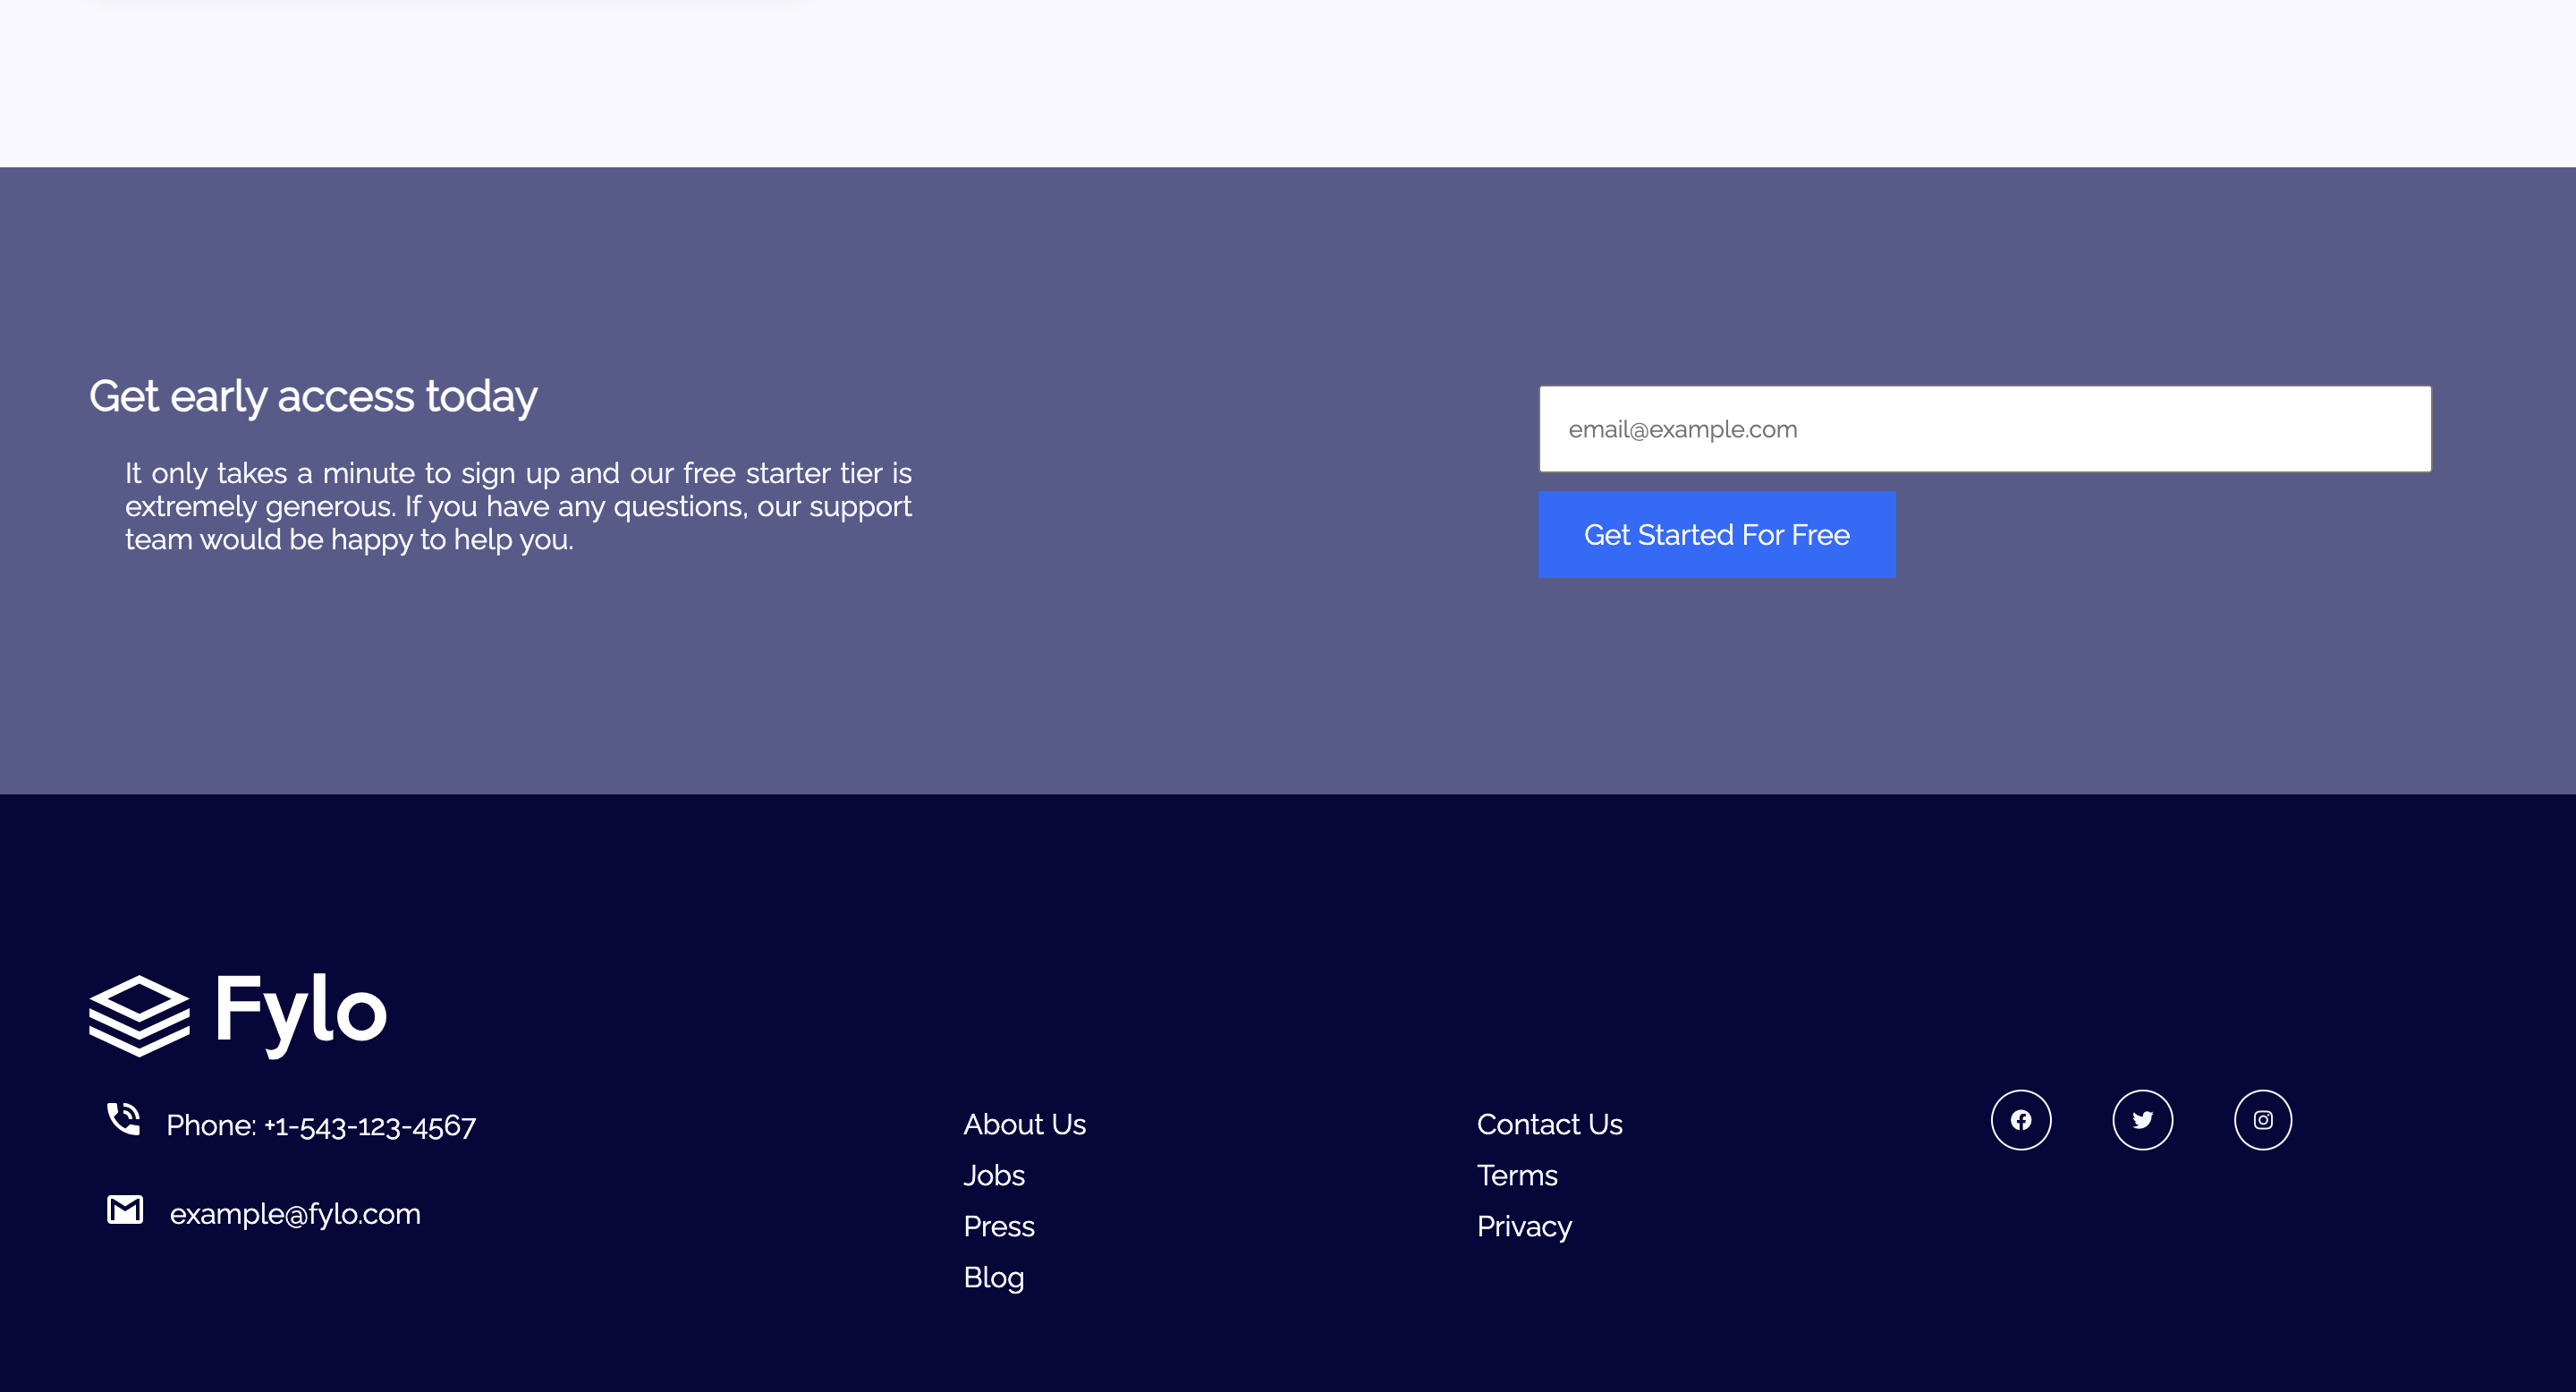 Get early access today
It only takes a minute to sign up and our free starter tier is
extremely generous. If you have any questions, our support
team would be happy to help you.
email@example.com
Get Started For Free
Fylo
Phone: +1-543-123-4567
example@fylo.com
About Us
Jobs
Press
Blog
Contact Us
Terms
Privacy